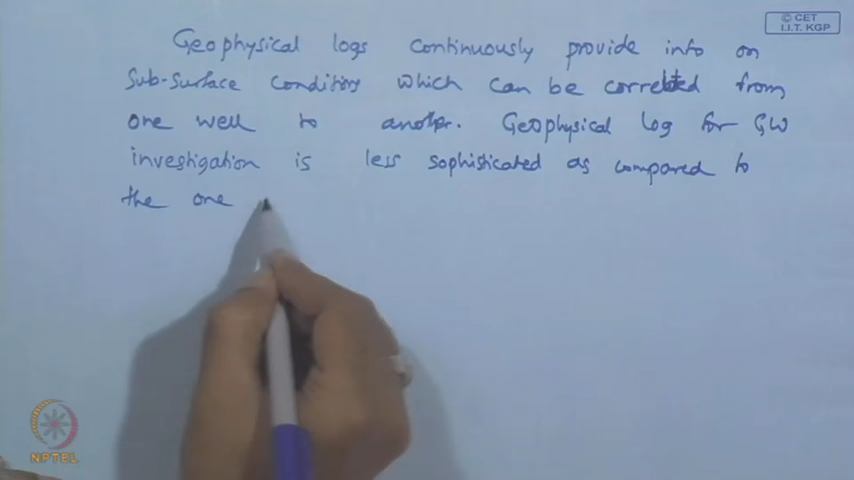 © CET
I.I.T. KGP
Geophysical logs continuously provide info on
Sub-Surface conditions which can be correlated from
one well to another. Geophysical log for GW
investigation is less sophisticated as compared to
the one
NPTEL